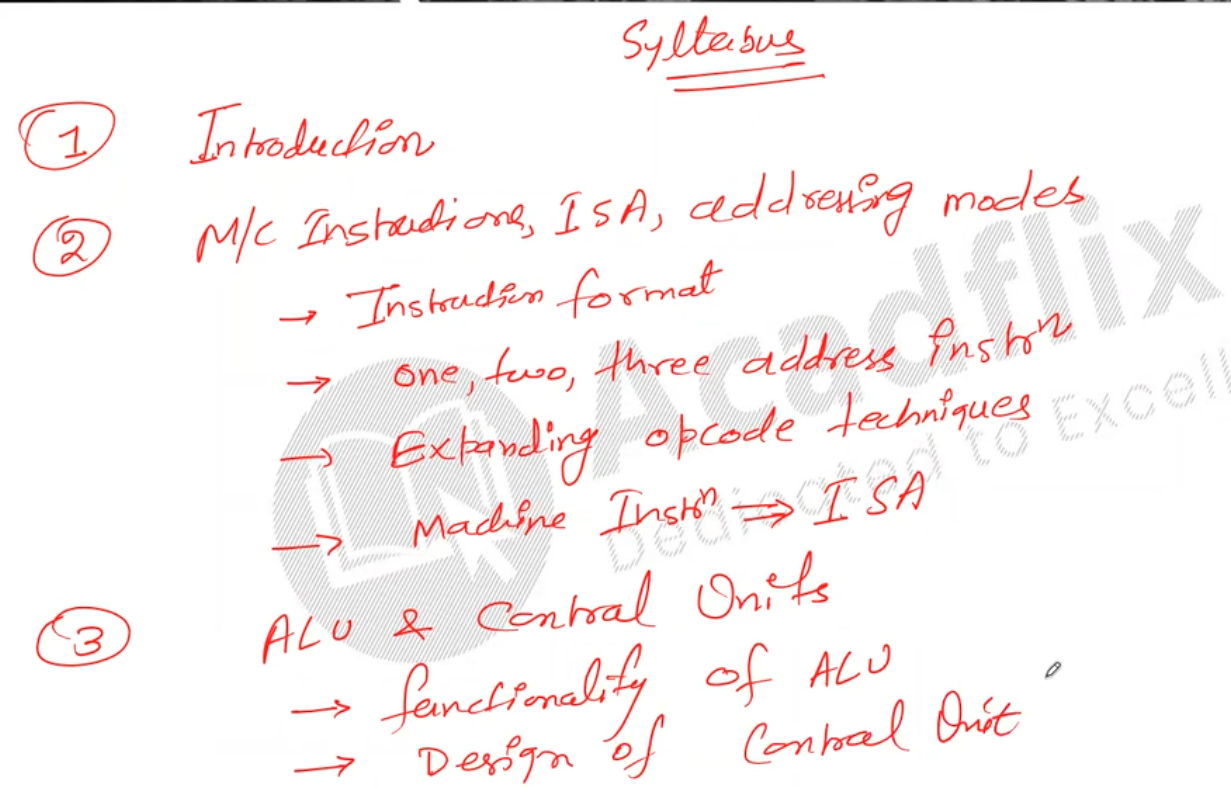 Syllabus
1 Introduction
2 M/C Instructions, ISA, addressing modes
→ Instruction format
→ one, two, three address instrⁿ
→ Expanding opcode techniques
→ Machine Instrⁿ ⇒ ISA
3 ALU & Control Units
→ functionality of ALU
→ Design of Control Unit
Acadflix
Dedicated to Excell